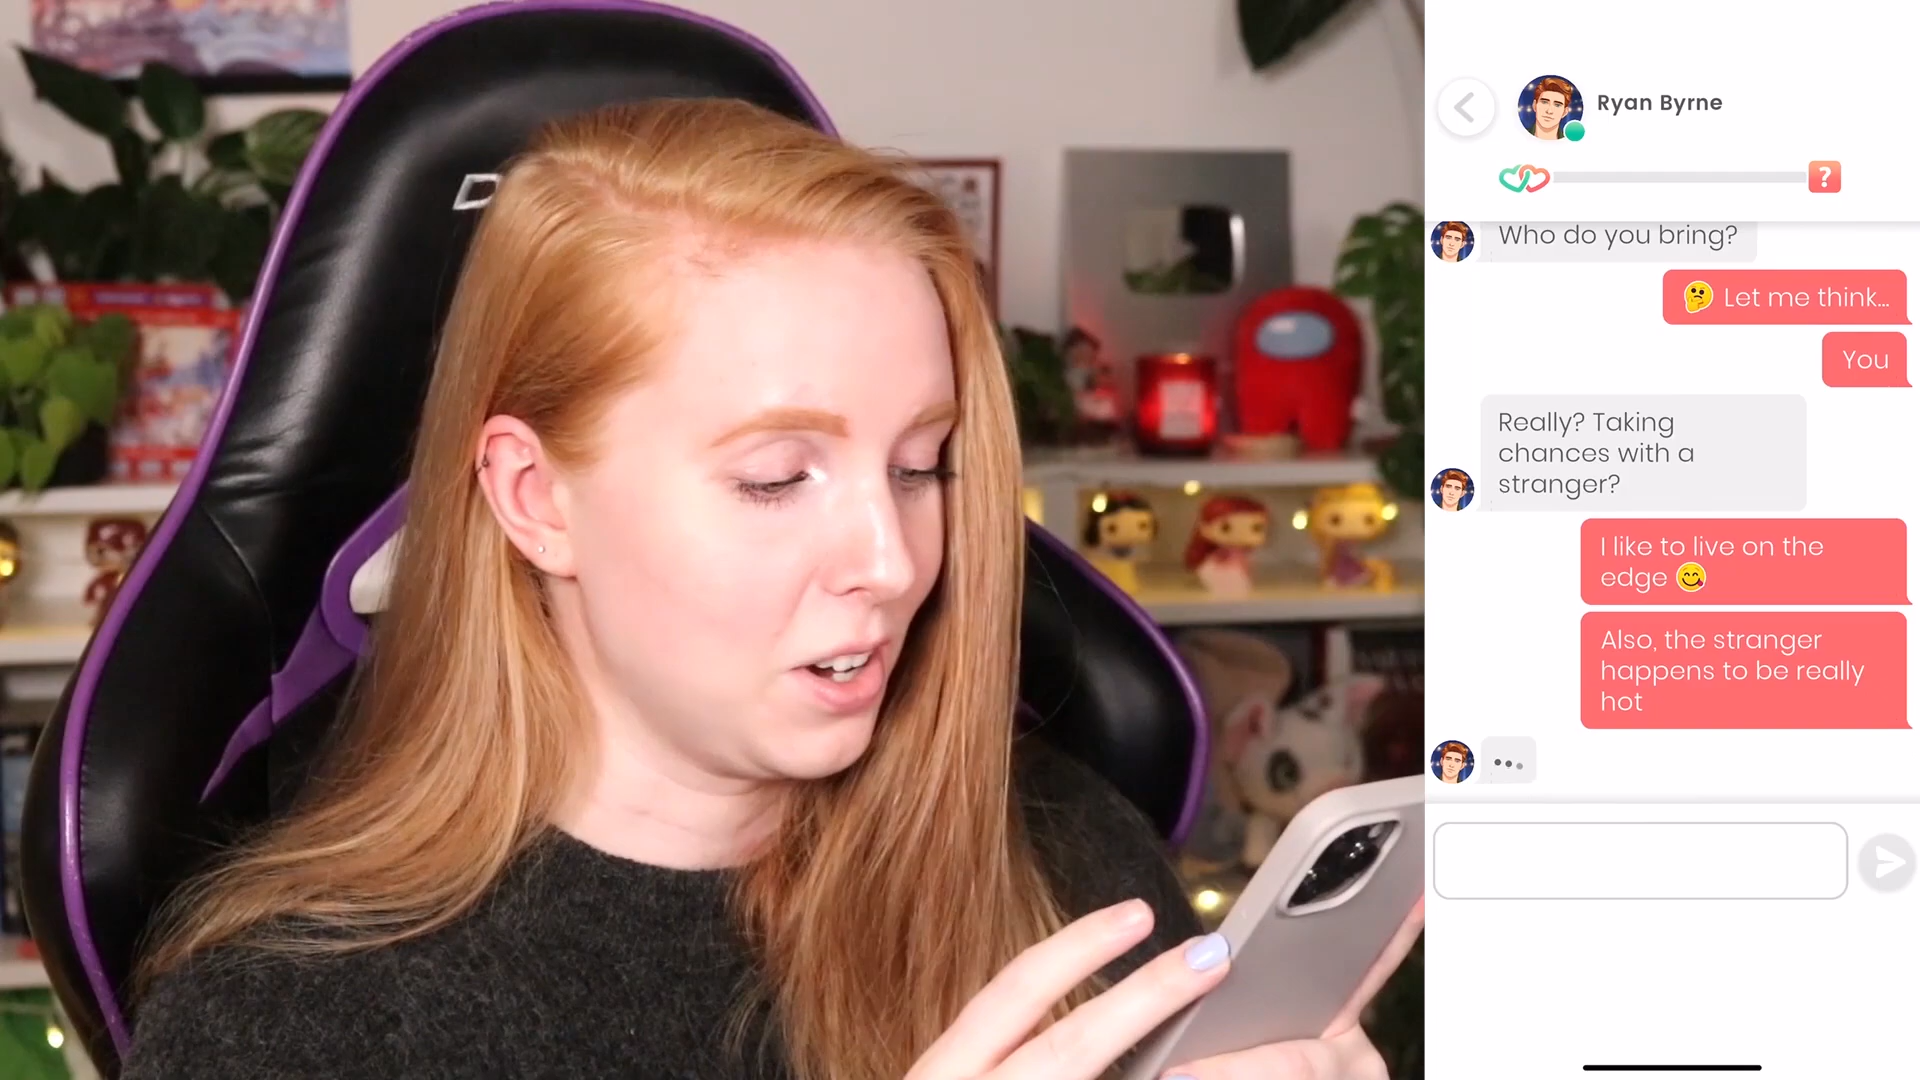 Ryan Byrne
?
Who do you bring?
🤔 Let me think...
You
Really? Taking
chances with a
stranger?
I like to live on the
edge 😋
Also, the stranger
happens to be really
hot